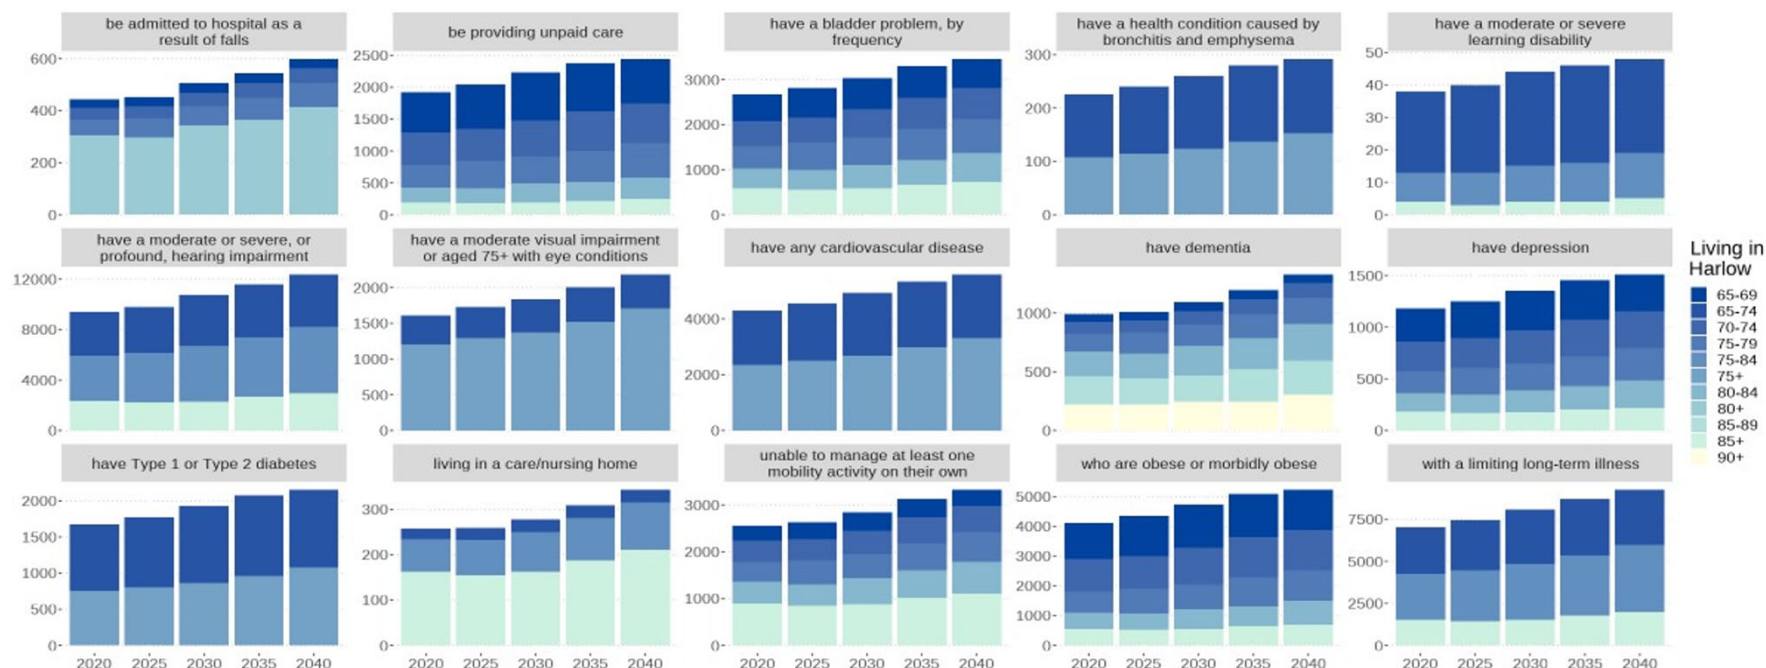 be admitted to hospital as a
result of falls
600
400
200
0
be providing unpaid care
2500
2000
1500
1000
500
0
have a bladder problem, by
frequency
3000
2000
1000
0
have a health condition caused by
bronchitis and emphysema
300
200
100
0
have a moderate or severe
learning disability
50
40
30
20
10
0
have a moderate or severe, or
profound, hearing impairment
12000
8000
4000
0
have a moderate visual impairment
or aged 75+ with eye conditions
2000
1500
1000
500
0
have any cardiovascular disease
4000
2000
0
have dementia
1000
500
0
have depression
1500
1000
500
0
have Type 1 or Type 2 diabetes
2000
1500
1000
500
0
2020 2025 2030 2035 2040
living in a care/nursing home
300
200
100
0
2020 2025 2030 2035 2040
unable to manage at least one
mobility activity on their own
3000
2000
1000
0
2020 2025 2030 2035 2040
who are obese or morbidly obese
5000
4000
3000
2000
1000
0
2020 2025 2030 2035 2040
with a limiting long-term illness
7500
5000
2500
0
2020 2025 2030 2035 2040
Living in
Harlow
65-69
65-74
70-74
75-79
75-84
75+
80-84
80+
85-89
85+
90+